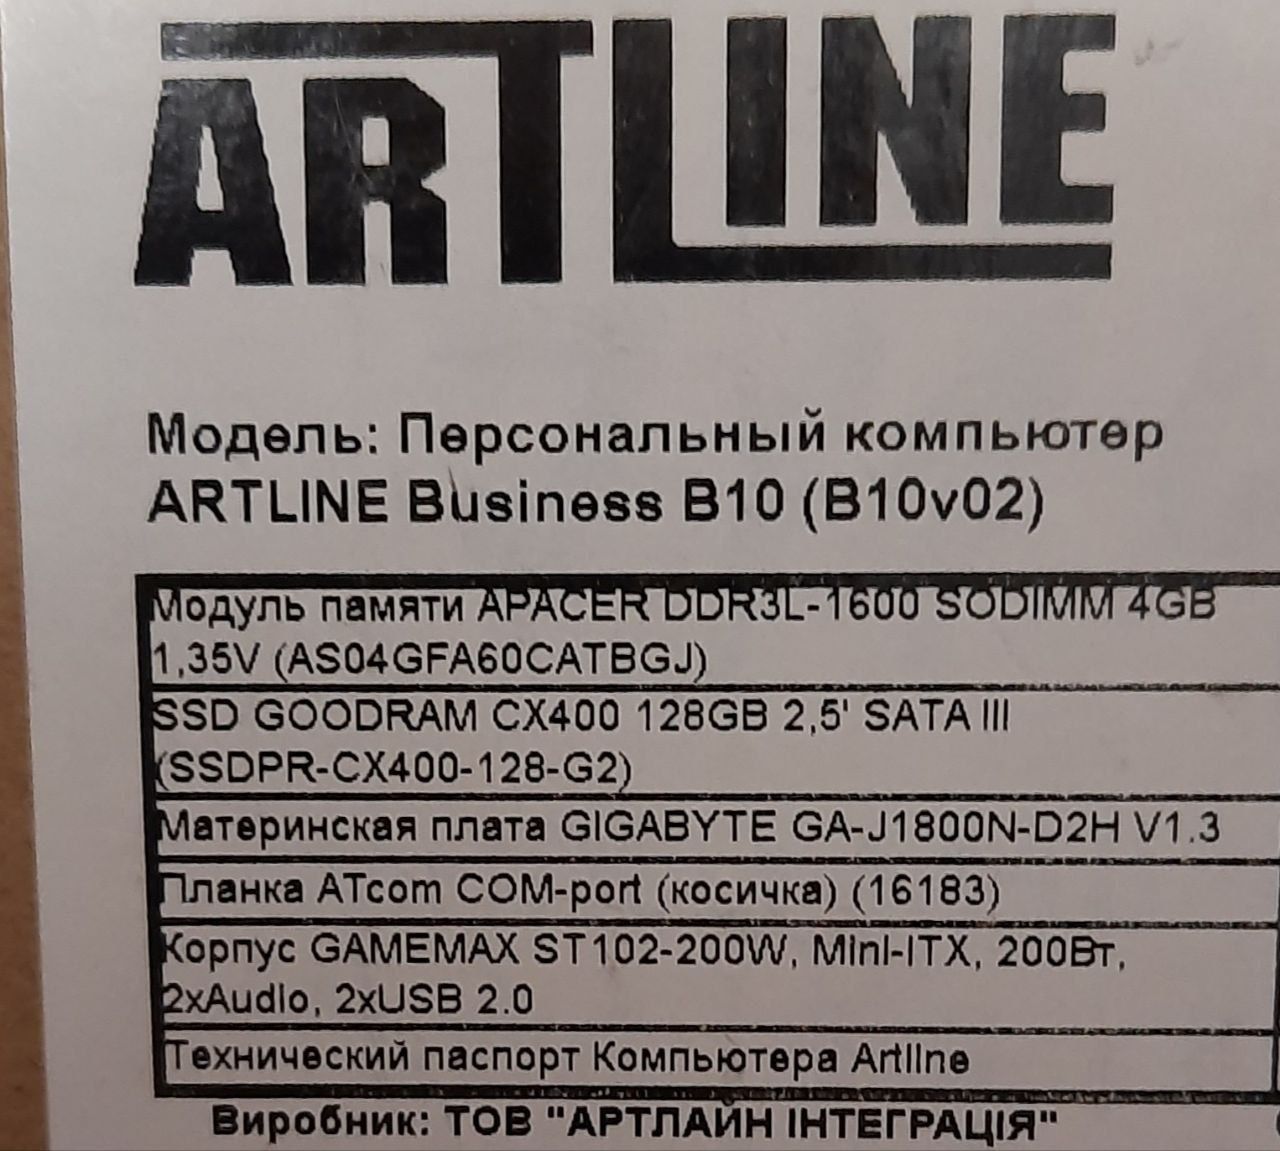 ARTLINE
Модель: Персональный компьютер
ARTLINE Business B10 (B10v02)
Модуль памяти APACER DDR3L-1600 SODIMM 4GB
1,35V (AS04GFA60CATBGJ)
SSD GOODRAM CX400 128GB 2,5' SATA III
(SSDPR-CX400-128-G2)
Материнская плата GIGABYTE GA-J1800N-D2H V1.3
Планка ATcom COM-port (косичка) (16183)
Корпус GAMEMAX ST102-200W, Mini-ITX, 200Вт,
2xAudio, 2xUSB 2.0
Технический паспорт Компьютера Artline
Виробник: ТОВ "АРТЛАЙН ІНТЕГРАЦІЯ"